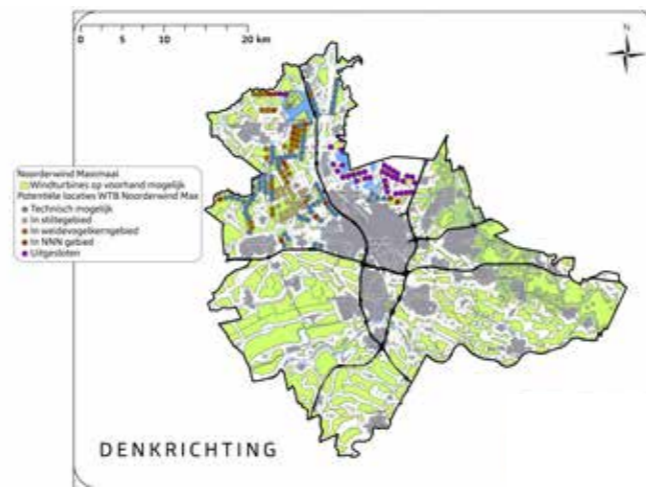 N
0 5 10 20 km
Noorderwind Maximaal
Windturbines op voorhand mogelijk
Potentiële locaties WTB Noorderwind Max
Technisch mogelijk
In stiltegebied
In weidevogelkerngebied
In NNN gebied
Uitgesloten
DENKRICHTING